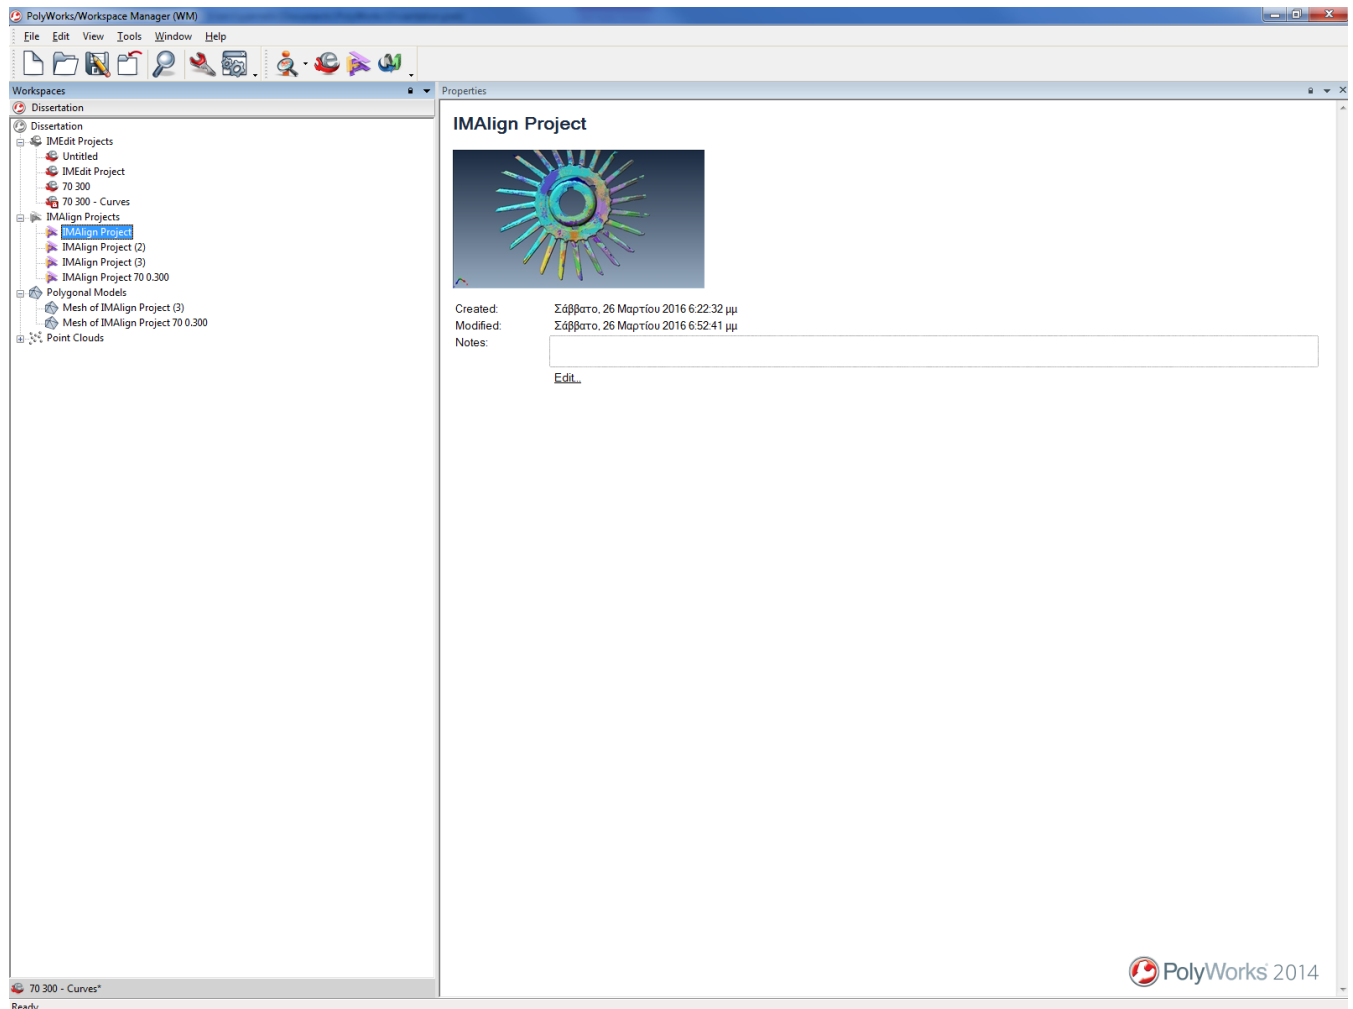 PolyWorks/Workspace Manager (WM)
File Edit View Tools Window Help
Workspaces
Dissertation
Dissertation
IMEdit Projects
Untitled
IMEdit Project
70 300
70 300 - Curves
IMAlign Projects
IMAlign Project
IMAlign Project (2)
IMAlign Project (3)
IMAlign Project 70 0.300
Polygonal Models
Mesh of IMAlign Project (3)
Mesh of IMAlign Project 70 0.300
Point Clouds
70 300 - Curves*
Ready
Properties
IMAlign Project
Created: Σάββατο, 26 Μαρτίου 2016 6:22:32 μμ
Modified: Σάββατο, 26 Μαρτίου 2016 6:52:41 μμ
Notes:
Edit...
PolyWorks 2014